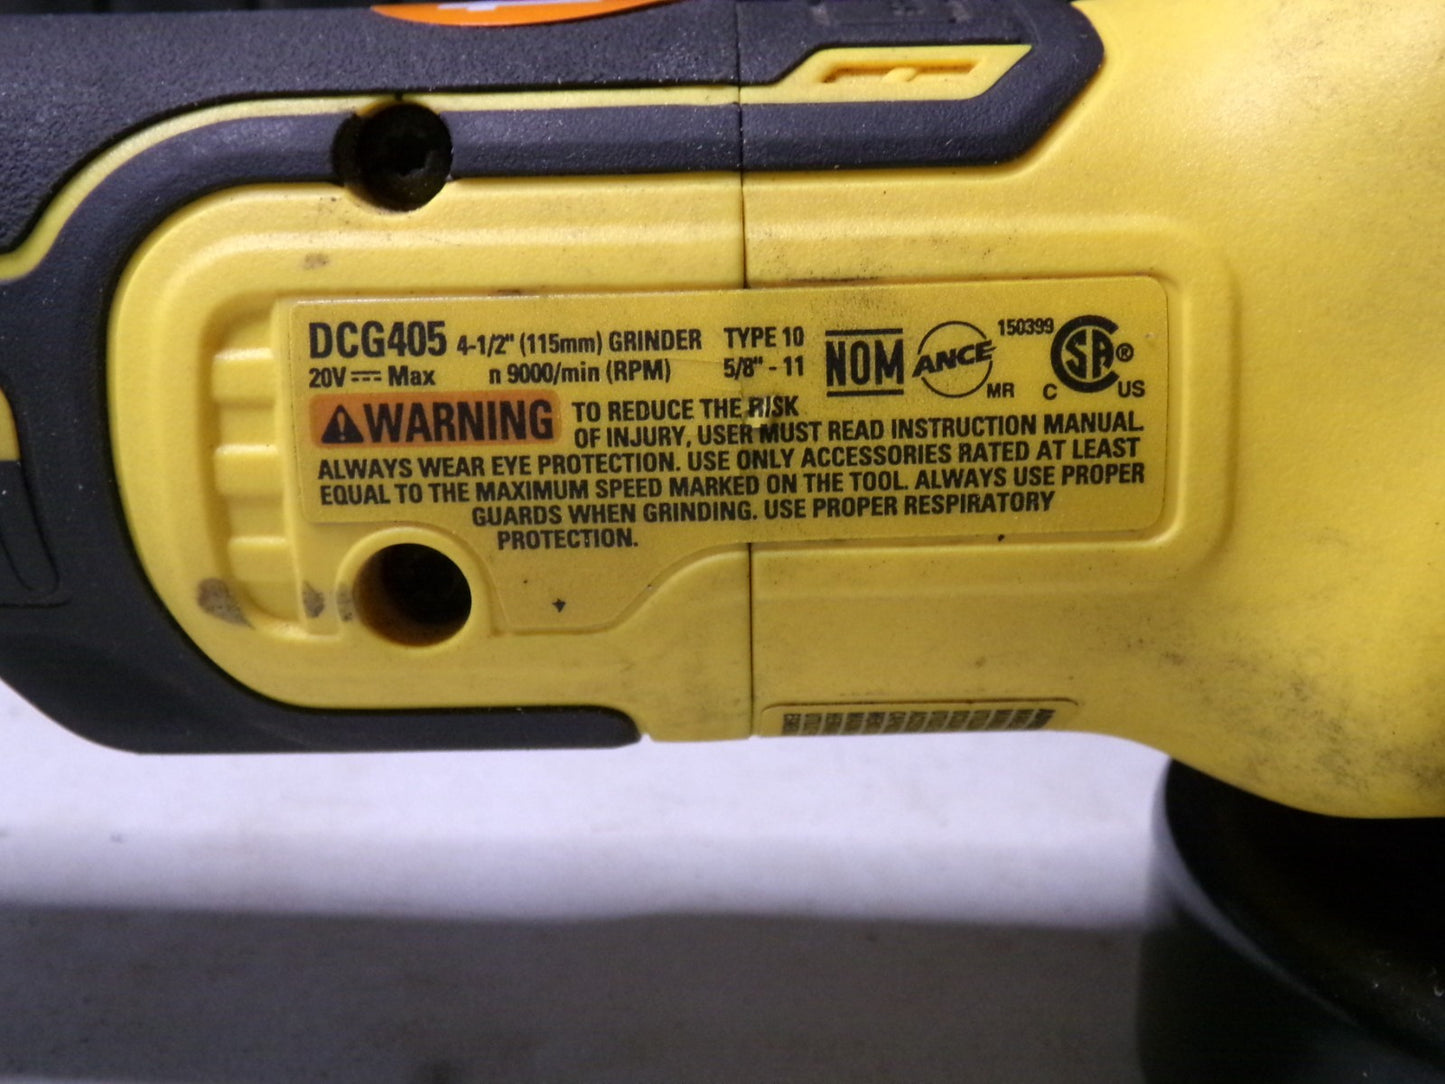 DCG405 4-1/2" (115mm) GRINDER TYPE 10
20V ⎓ Max n 9000/min (RPM) 5/8" - 11
NOM ANCE MR 150399 CSA ® C US
⚠WARNING TO REDUCE THE RISK
OF INJURY, USER MUST READ INSTRUCTION MANUAL.
ALWAYS WEAR EYE PROTECTION. USE ONLY ACCESSORIES RATED AT LEAST
EQUAL TO THE MAXIMUM SPEED MARKED ON THE TOOL. ALWAYS USE PROPER
GUARDS WHEN GRINDING. USE PROPER RESPIRATORY
PROTECTION.